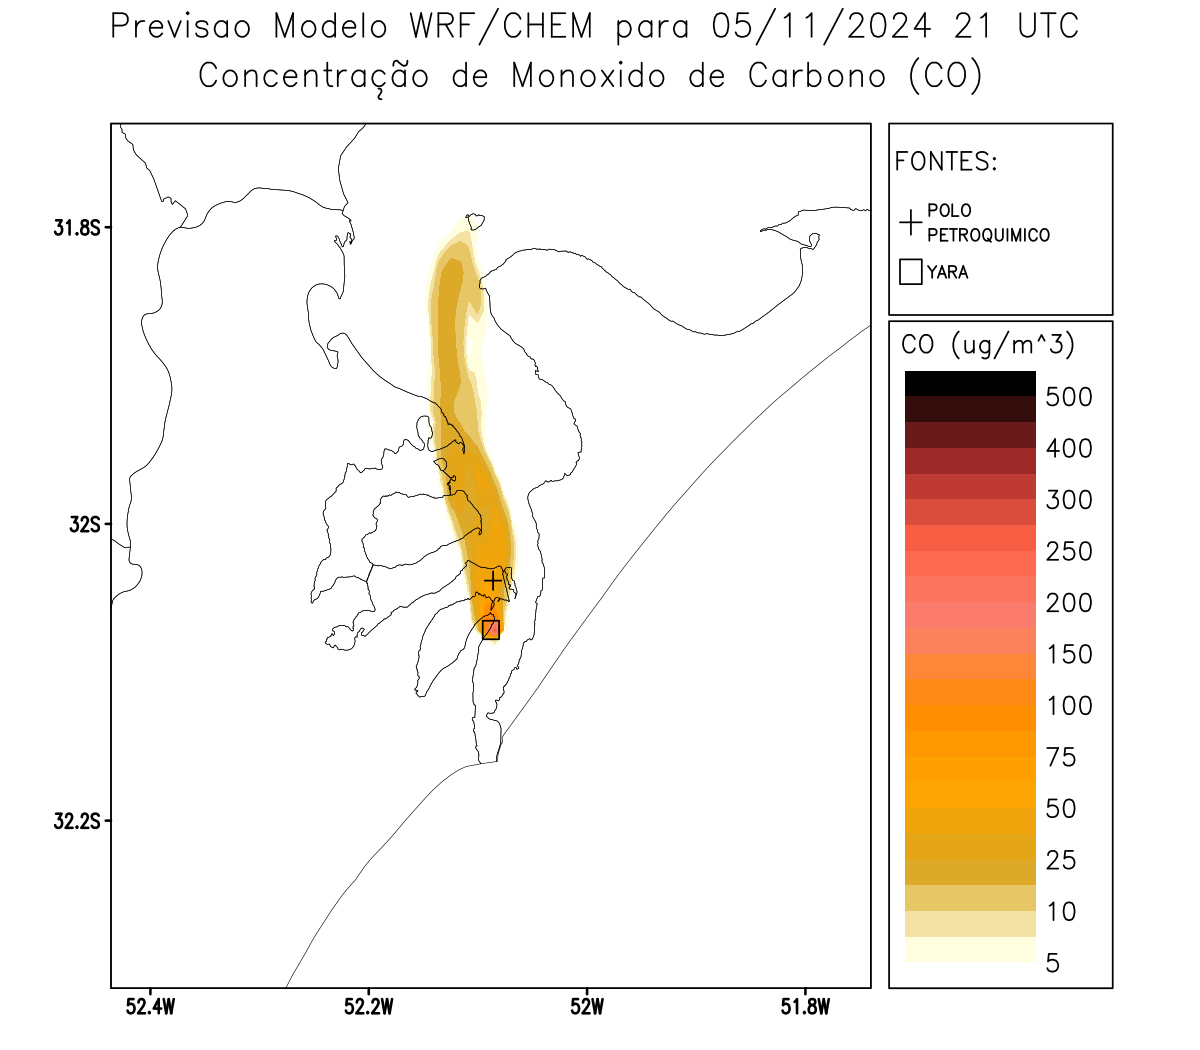 Previsao Modelo WRF/CHEM para 05/11/2024 21 UTC
Concentração de Monoxido de Carbono (CO)
FONTES:
POLO
PETROQUIMICO
YARA
CO (ug/m^3)
500
400
300
250
200
150
100
75
50
25
10
5
31.8S
32S
32.2S
52.4W
52.2W
52W
51.8W